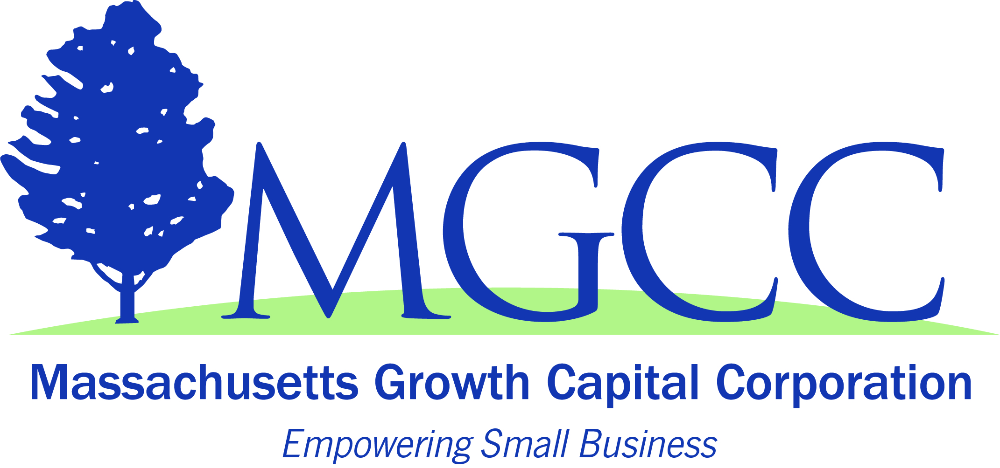 MGCC
Massachusetts Growth Capital Corporation
Empowering Small Business